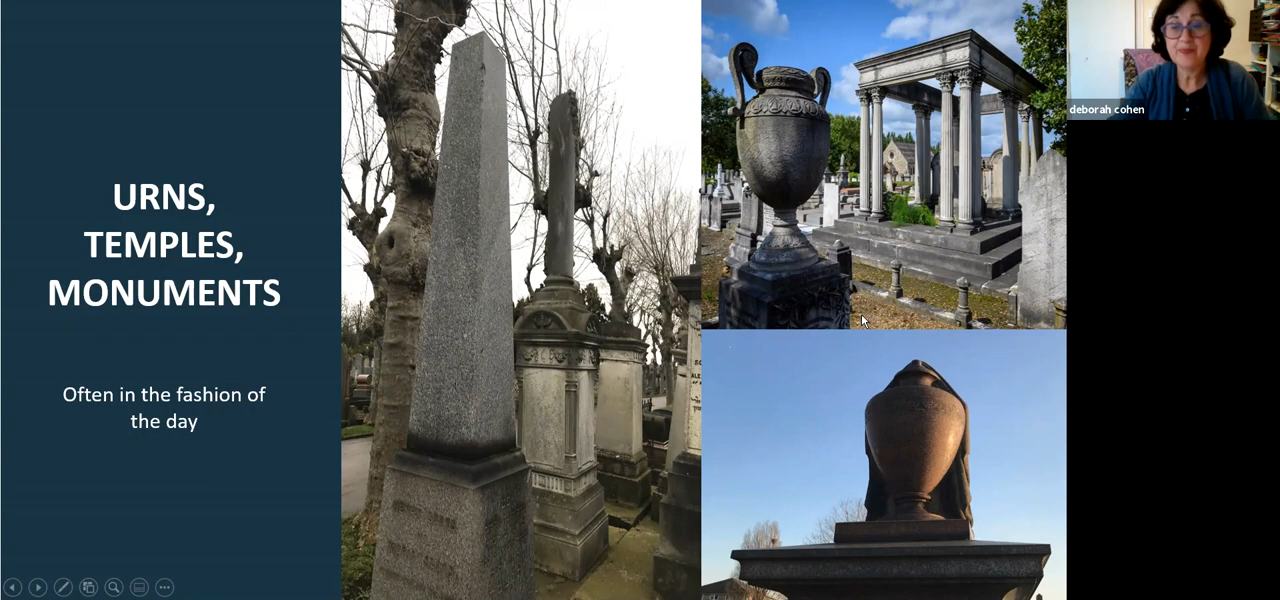 URNS,
TEMPLES,
MONUMENTS
Often in the fashion of
the day
deborah cohen